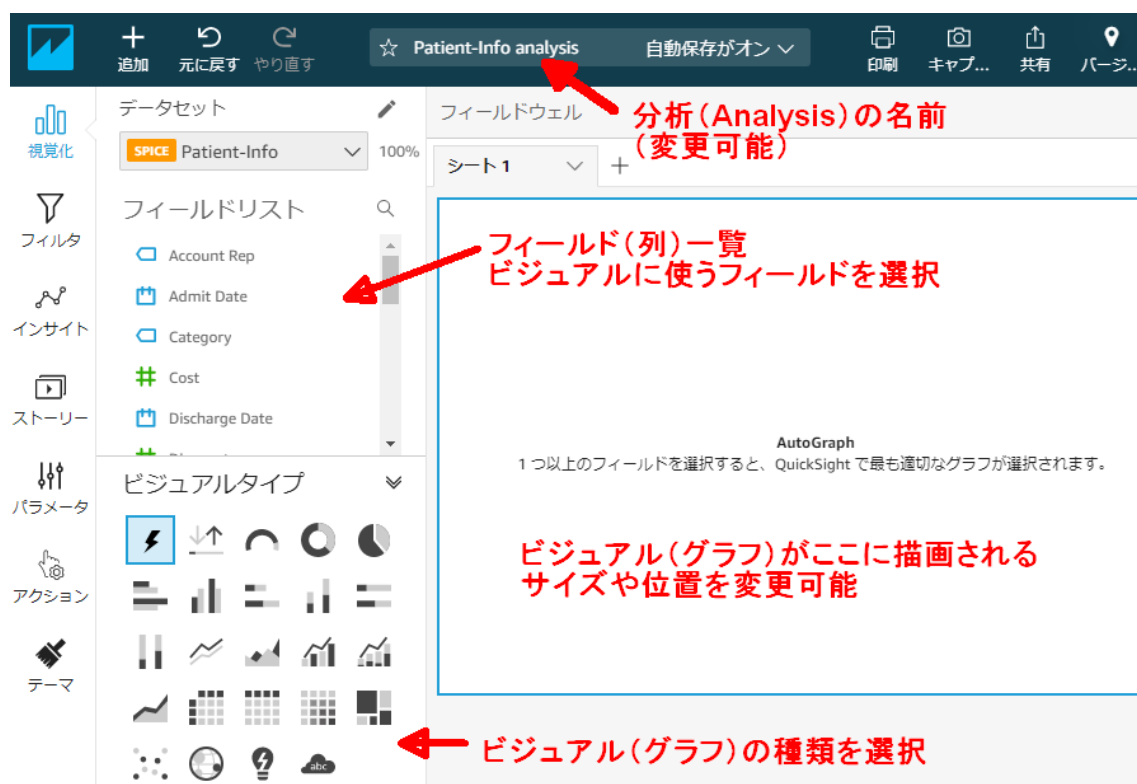 追加
元に戻す
やり直す
Patient-Info analysis
自動保存がオン
印刷
キャプ...
共有
パージ...
視覚化
フィルタ
インサイト
ストーリー
パラメータ
アクション
テーマ
データセット
SPICE Patient-Info 100%
フィールドリスト
Account Rep
Admit Date
Category
Cost
Discharge Date
ビジュアルタイプ
abc
フィールドウェル
シート 1
分析(Analysis)の名前
(変更可能)
フィールド(列)一覧
ビジュアルに使うフィールドを選択
AutoGraph
1 つ以上のフィールドを選択すると、QuickSight で最も適切なグラフが選択されます。
ビジュアル(グラフ)がここに描画される
サイズや位置を変更可能
ビジュアル(グラフ)の種類を選択